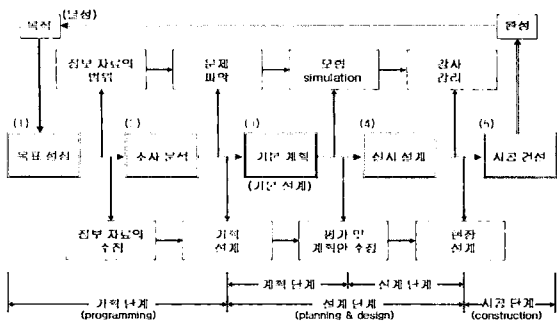 목적
(달성)
완성
정보 자료의
범위
문제
파악
모형
simulation
감사
감리
(1)
(2)
(3)
(4)
(5)
목표 설정
조사 분석
기본 계획
실시 설계
시공 건설
(기본 설계)
정보 자료의
수집
기획
설계
평가 및
계획안 수집
현장
설계
계획 단계
설계 단계
기획 단계
(programming)
설계 단계
(planning & design)
시공 단계
(construction)